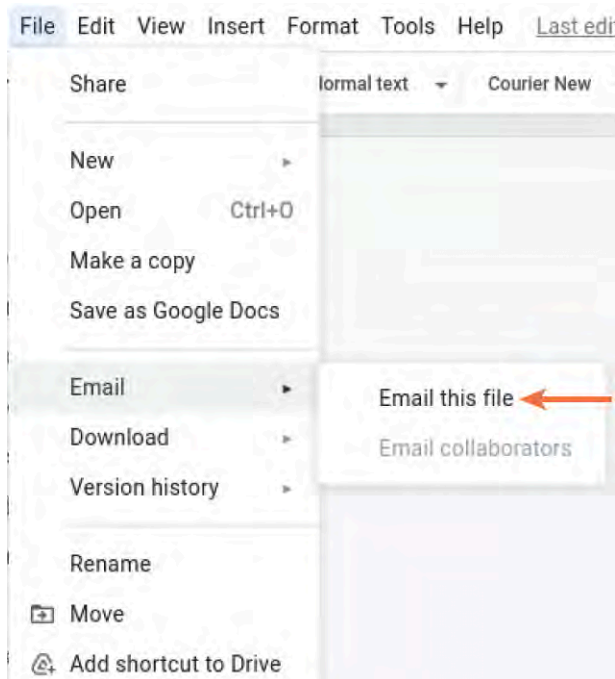 File Edit View Insert Format Tools Help Last edi
Share
lormal text Courier New
New
Open Ctrl+O
Make a copy
Save as Google Docs
Email
Email this file
Download
Email collaborators
Version history
Rename
Move
Add shortcut to Drive